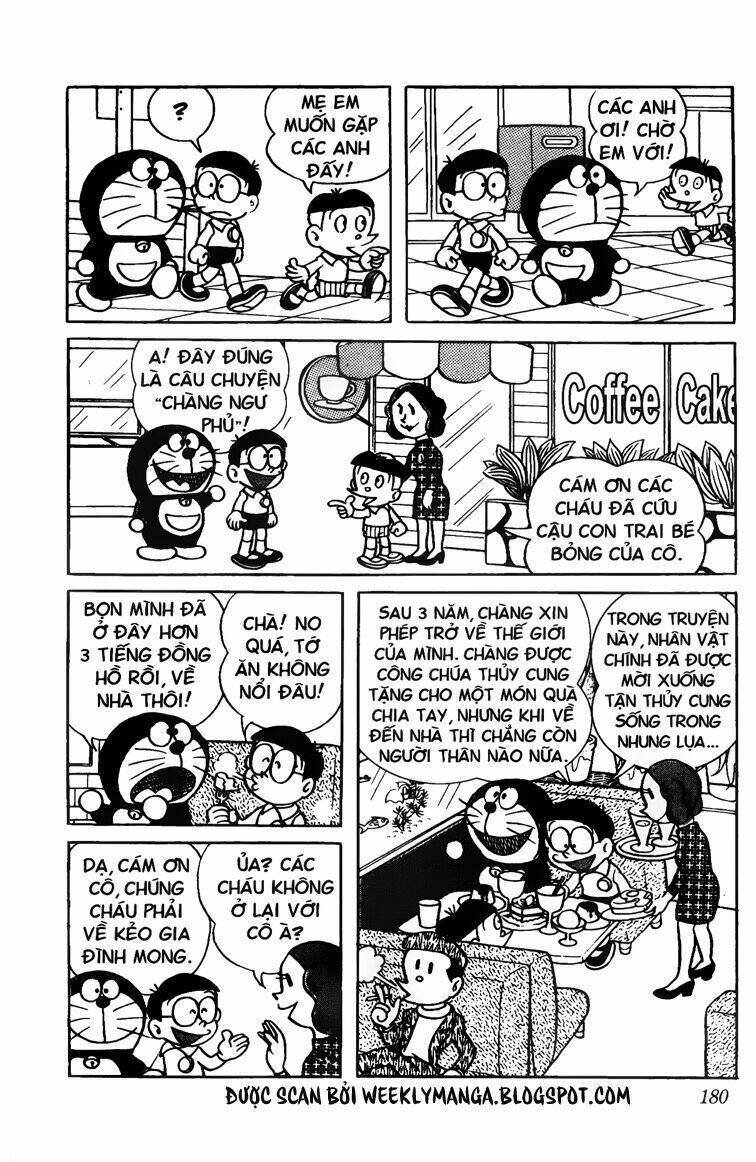 CÁC ANH
ƠI! CHỜ
EM VỚI!
MẸ EM
MUỐN GẶP
CÁC ANH
ĐẤY!
?
Coffee
Cake
CÁM ƠN CÁC
CHÁU ĐÃ CỨU
CẬU CON TRAI BÉ
BỎNG CỦA CÔ.
A! ĐÂY ĐÚNG
LÀ CÂU CHUYỆN
"CHÀNG NGƯ
PHỦ"!
TRONG TRUYỆN
NÀY, NHÂN VẬT
CHÍNH ĐÃ ĐƯỢC
MỜI XUỐNG
TẬN THỦY CUNG
SỐNG TRONG
NHUNG LỤA...
SAU 3 NĂM, CHÀNG XIN
PHÉP TRỞ VỀ THẾ GIỚI
CỦA MÌNH. CHÀNG ĐƯỢC
CÔNG CHÚA THỦY CUNG
TẶNG CHO MỘT MÓN QUÀ
CHIA TAY, NHƯNG KHI VỀ
ĐẾN NHÀ THÌ CHẲNG CÒN
NGƯỜI THÂN NÀO NỮA.
CHÀ! NO
QUÁ, TỚ
ĂN KHÔNG
NỔI ĐÂU!
BỌN MÌNH ĐÃ
Ở ĐÂY HƠN
3 TIẾNG ĐỒNG
HỒ RỒI, VỀ
NHÀ THÔI!
ỦA? CÁC
CHÁU KHÔNG
Ở LẠI VỚI
CÔ À?
DẠ, CÁM ƠN
CÔ, CHÚNG
CHÁU PHẢI
VỀ KẺO GIA
ĐÌNH MONG.
ĐƯỢC SCAN BỞI WEEKLYMANGA.BLOGSPOT.COM
180